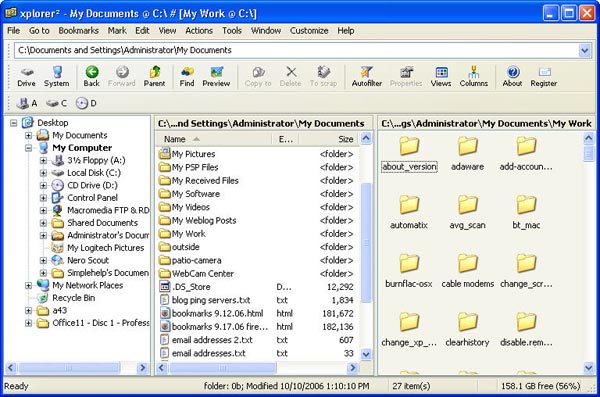 xplorer² - My Documents @ C:\ # [My Work @ C:\]
File Go to Bookmarks Mark Edit View Actions Tools Window Customize Help
C:\Documents and Settings\Administrator\My Documents
Drive System Back Forward Parent Find Preview Copy to Delete To scrap Autofilter Properties Views Columns About Register
A C D
Desktop
My Documents
My Computer
3½ Floppy (A:)
Local Disk (C:)
CD Drive (D:)
Control Panel
Macromedia FTP & RD
Shared Documents
Administrator's Docum
My Logitech Pictures
Nero Scout
Simplehelp's Documen
My Network Places
Recycle Bin
a43
Office11 - Disc 1 - Profess
C:\...nd Settings\Administrator\My Documents
Name E... Size
My Pictures <folder>
My PSP Files <folder>
My Received Files <folder>
My Software <folder>
My Videos <folder>
My Weblog Posts <folder>
My Work <folder>
outside <folder>
patio-camera <folder>
WebCam Center <folder>
.DS_Store D... 12,292
blog ping servers.txt txt 1,834
bookmarks 9.12.06.html html 181,672
bookmarks 9.17.06 fire... html 182,136
email addresses 2.txt txt 607
email addresses.txt txt 33
C:\...gs\Administrator\My Documents\My Work
about_version adaware add-accoun...
automatix avg_scan bt_mac
burnflac-osx cable modems change_scr...
change_xp_... clearhistory disable.rem...
Ready folder: 0b; Modified 10/10/2006 1:10:10 PM 27 item(s) 158.1 GB free (56%)